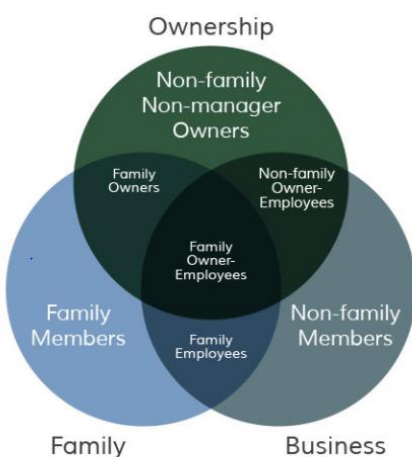 Ownership
Non-family
Non-manager
Owners
Family
Owners
Non-family
Owner-
Employees
Family
Owner-
Employees
Family
Members
Non-family
Members
Family
Employees
Family
Business